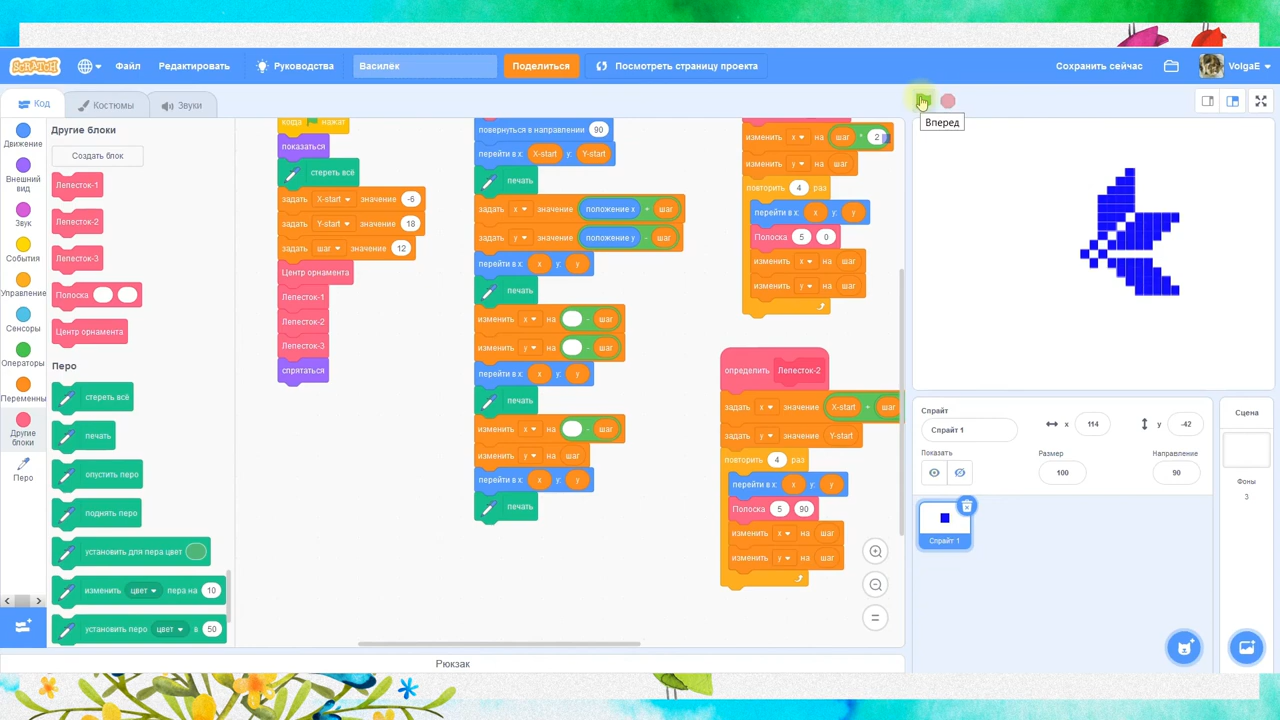 SCRATCH
Файл
Редактировать
Руководства
Василёк
Поделиться
Посмотреть страницу проекта
Сохранить сейчас
VolgaE
Код
Костюмы
Звуки
Вперед
Движение
Внешний
вид
Звук
События
Управление
Сенсоры
Операторы
Переменны
Другие
блоки
Перо
Другие блоки
Создать блок
Лепесток-1
Лепесток-2
Лепесток-3
Полоска
Центр орнамента
Перо
стереть всё
печать
опустить перо
поднять перо
установить для пера цвет
изменить цвет пера на 10
установить перо цвет в 50
когда нажат
показаться
стереть всё
задать X-start значение -6
задать Y-start значение 18
задать шаг значение 12
Центр орнамента
Лепесток-1
Лепесток-2
Лепесток-3
спрятаться
повернуться в направлении 90
перейти в x: X-start y: Y-start
печать
задать x значение положение x + шаг
задать y значение положение y - шаг
перейти в x: x y: y
печать
изменить x на - шаг
изменить y на - шаг
перейти в x: x y: y
печать
изменить x на - шаг
изменить y на шаг
перейти в x: x y: y
печать
изменить x на шаг * 2
изменить y на шаг
повторить 4 раз
перейти в x: x y: y
Полоска 5 0
изменить x на шаг
изменить y на шаг
определить Лепесток-2
задать x значение X-start + шаг
задать y значение Y-start
повторить 4 раз
перейти в x: x y: y
Полоска 5 90
изменить x на шаг
изменить y на шаг
Спрайт
Спрайт 1
x 114
y -42
Показать
Размер
100
Направление
90
Спрайт 1
Сцена
Фоны
3
Рюкзак